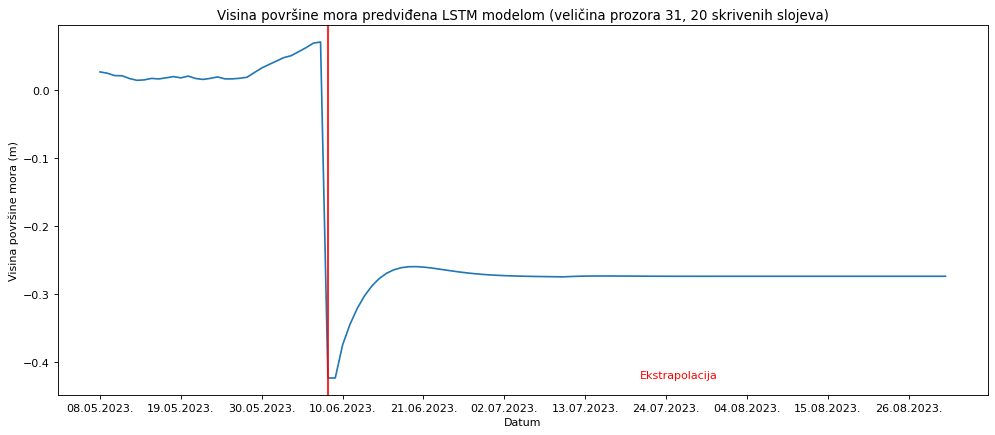 Visina površine mora predviđena LSTM modelom (veličina prozora 31, 20 skrivenih slojeva)
Visina površine mora (m)
0.0
−0.1
−0.2
−0.3
−0.4
Ekstrapolacija
08.05.2023. 19.05.2023. 30.05.2023. 10.06.2023. 21.06.2023. 02.07.2023. 13.07.2023. 24.07.2023. 04.08.2023. 15.08.2023. 26.08.2023.
Datum